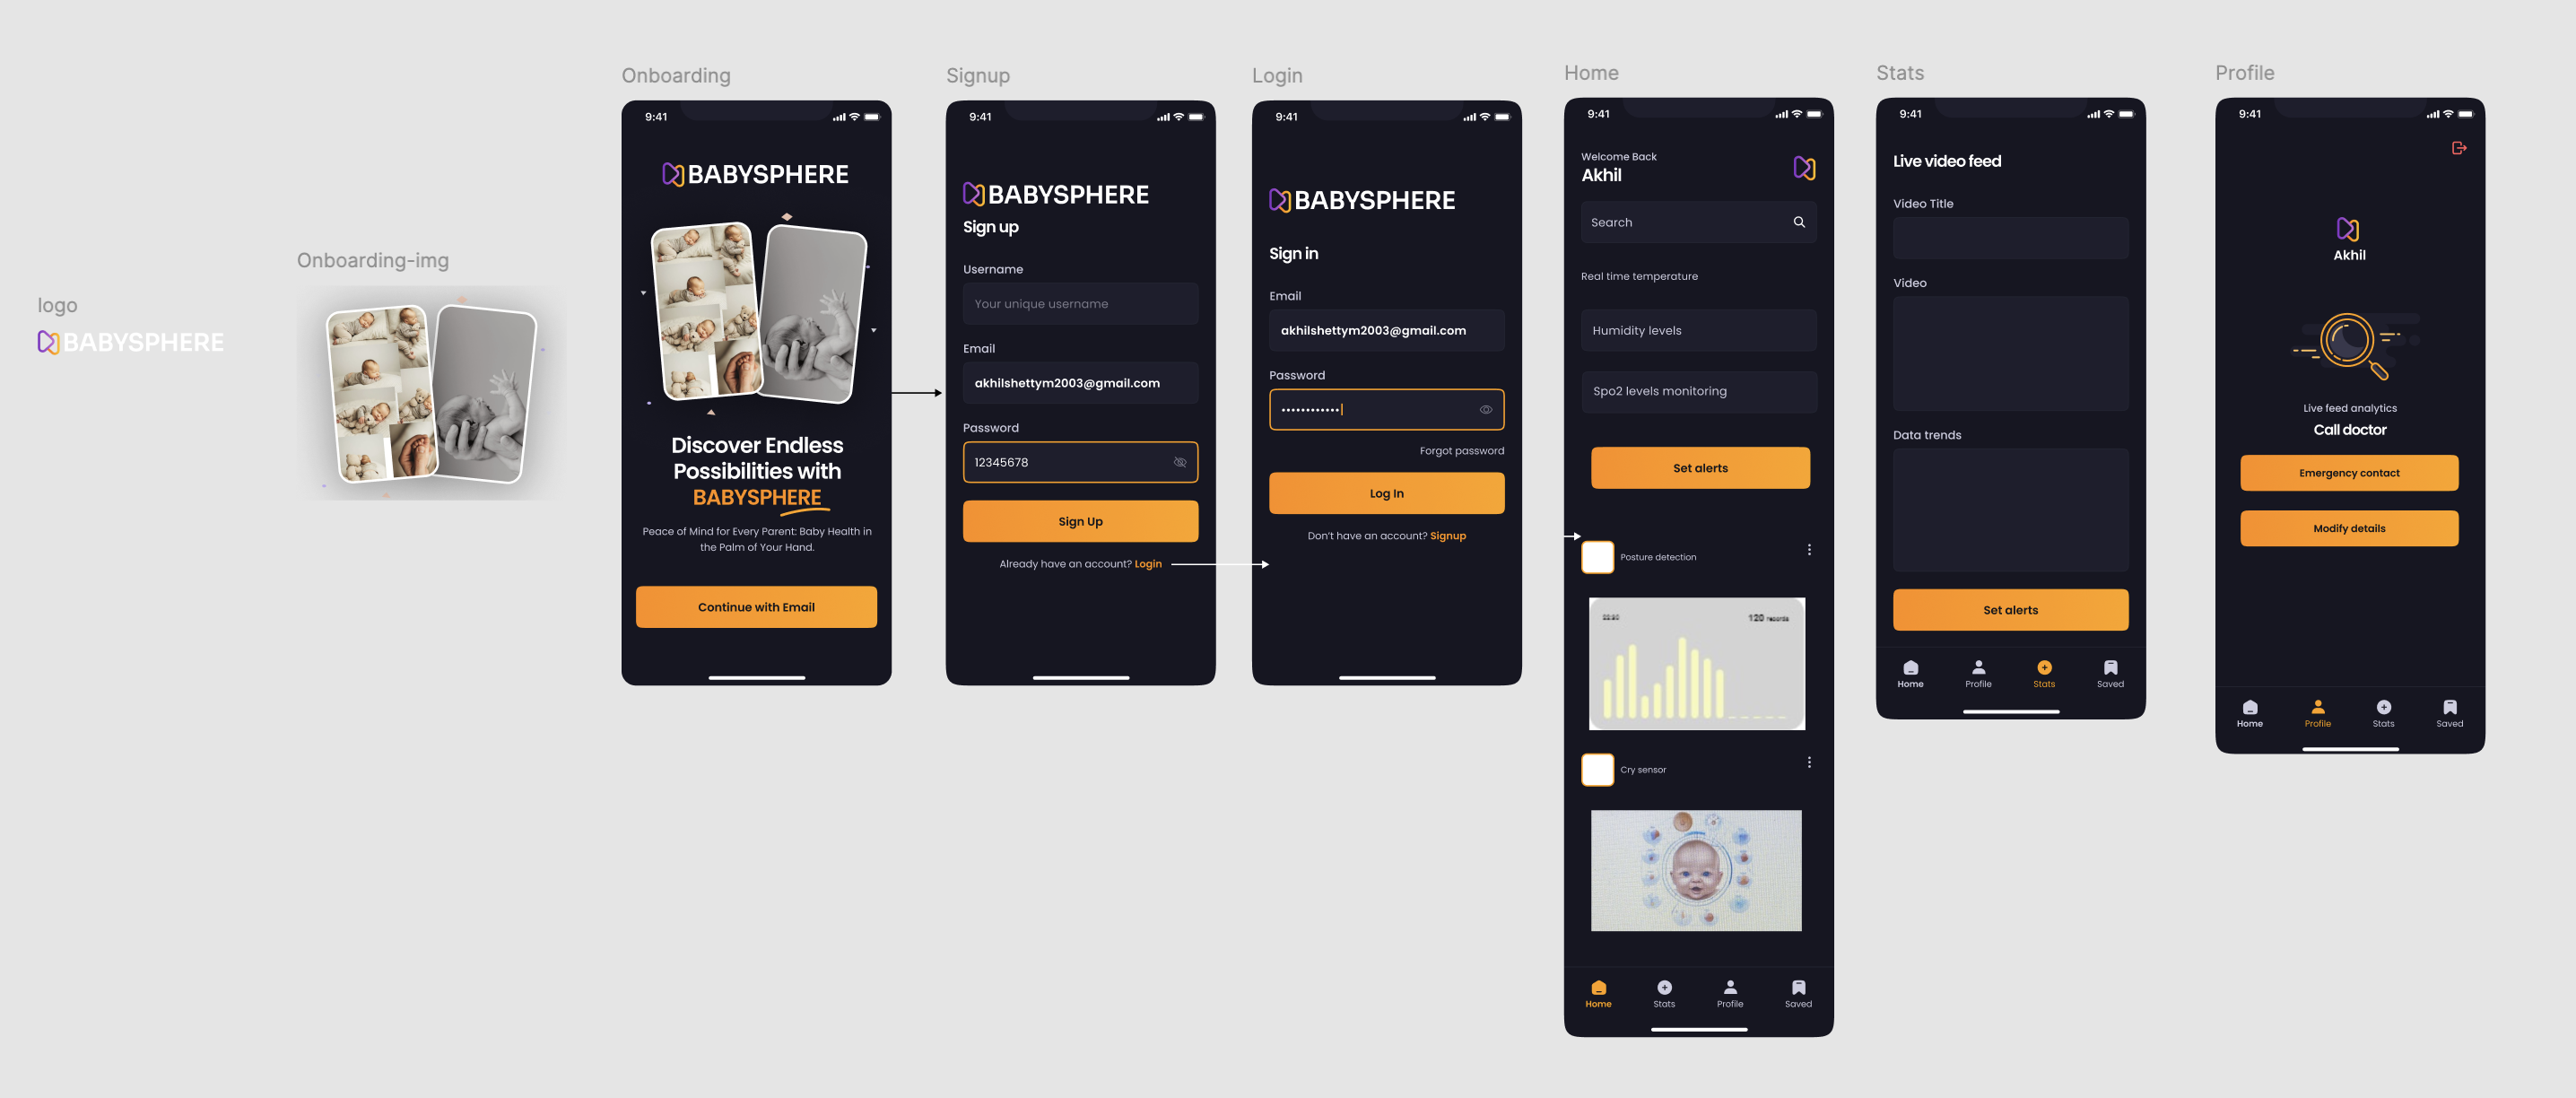 logo
BABYSPHERE
Onboarding-img
Onboarding
9:41
BABYSPHERE
Discover Endless
Possibilities with
BABYSPHERE
Peace of Mind for Every Parent: Baby Health in
the Palm of Your Hand.
Continue with Email
Signup
9:41
BABYSPHERE
Sign up
Username
Your unique username
Email
akhilshettym2003@gmail.com
Password
12345678
Sign Up
Already have an account? Login
Login
9:41
BABYSPHERE
Sign in
Email
akhilshettym2003@gmail.com
Password
Forgot password
Log In
Don't have an account? Signup
Home
9:41
Welcome Back
Akhil
Search
Real time temperature
Humidity levels
Spo2 levels monitoring
Set alerts
Posture detection
120 records
Cry sensor
Home
Stats
Profile
Saved
Stats
9:41
Live video feed
Video Title
Video
Data trends
Set alerts
Home
Profile
Stats
Saved
Profile
9:41
Akhil
Live feed analytics
Call doctor
Emergency contact
Modify details
Home
Profile
Stats
Saved